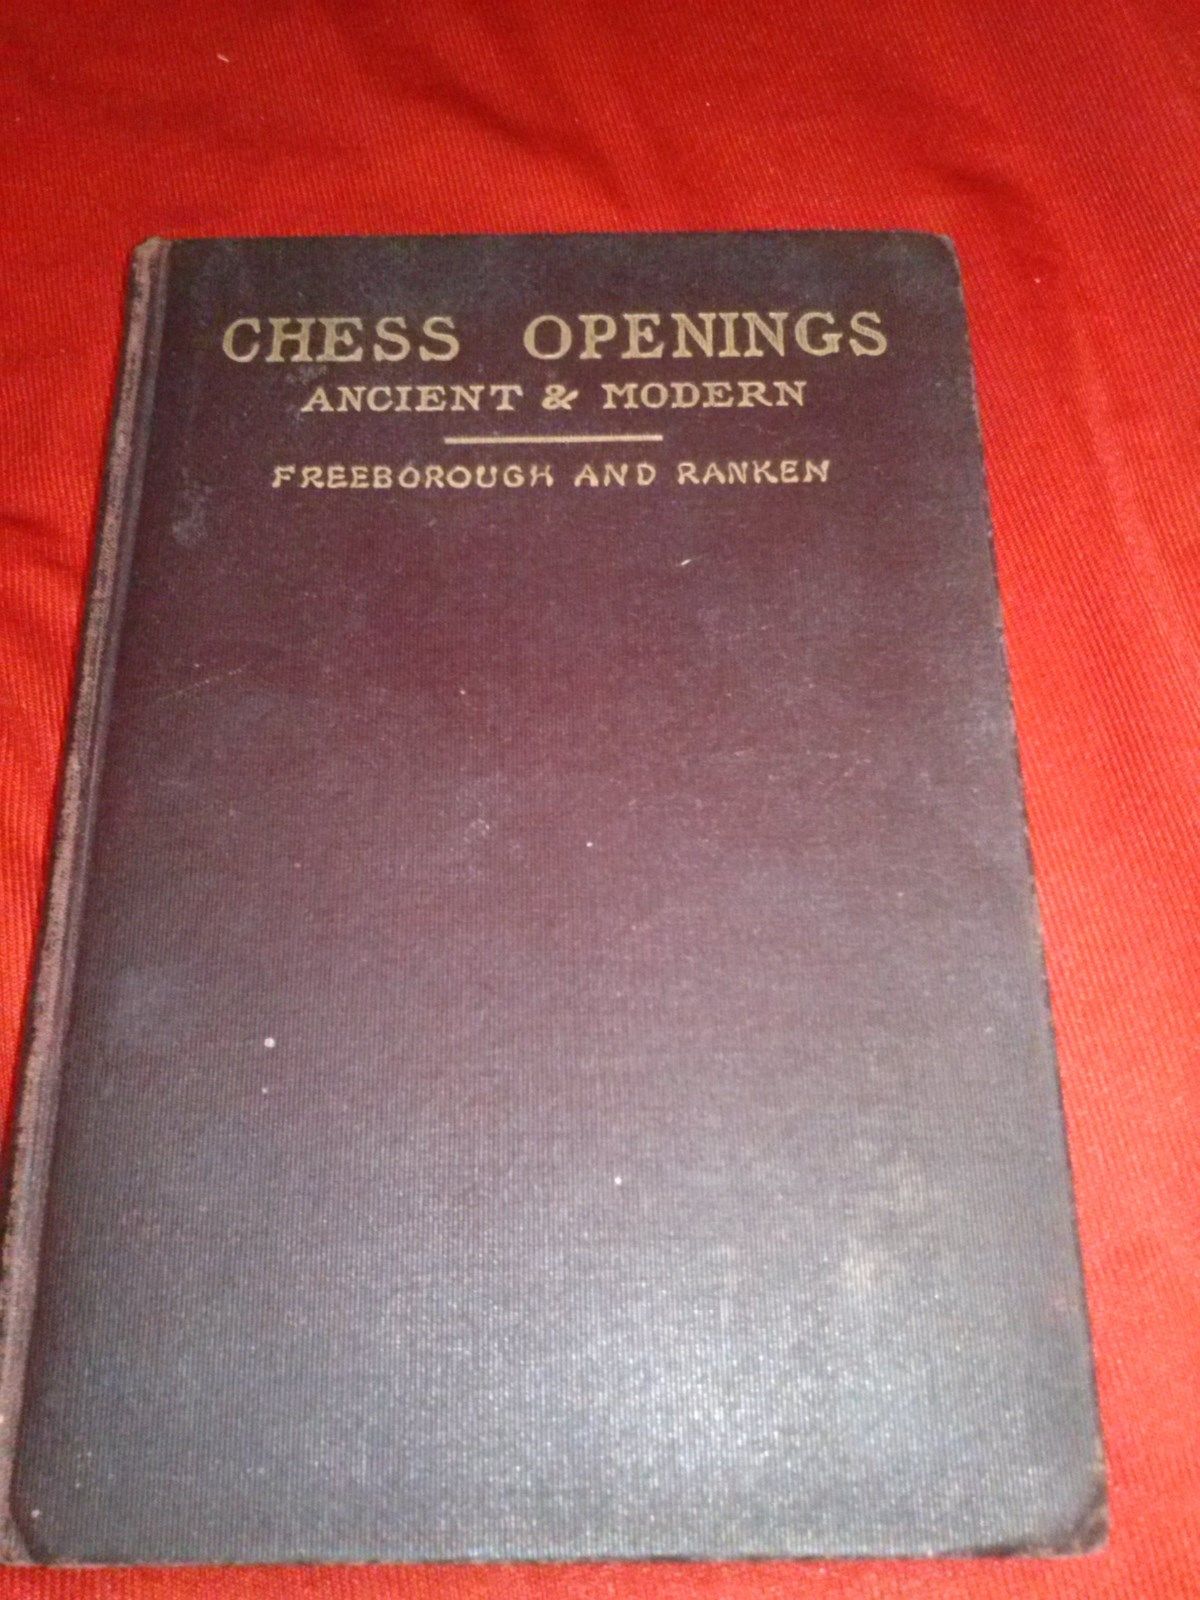 CHESS OPENINGS
ANCIENT & MODERN
FREEBOROUGH AND RANKEN